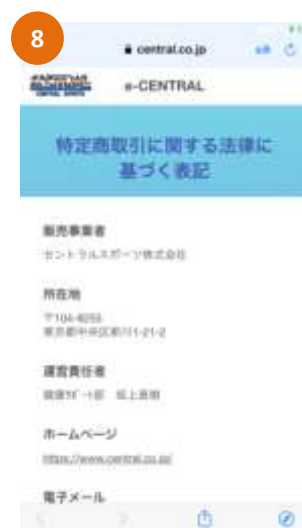 8
central.co.jp
e-CENTRAL
特定商取引に関する法律に
基づく表記
販売事業者
セントラルスポーツ株式会社
所在地
〒104-8255
東京都中央区新川1-21-2
運営責任者
ホームページ
https://www.central.co.jp/
電子メール